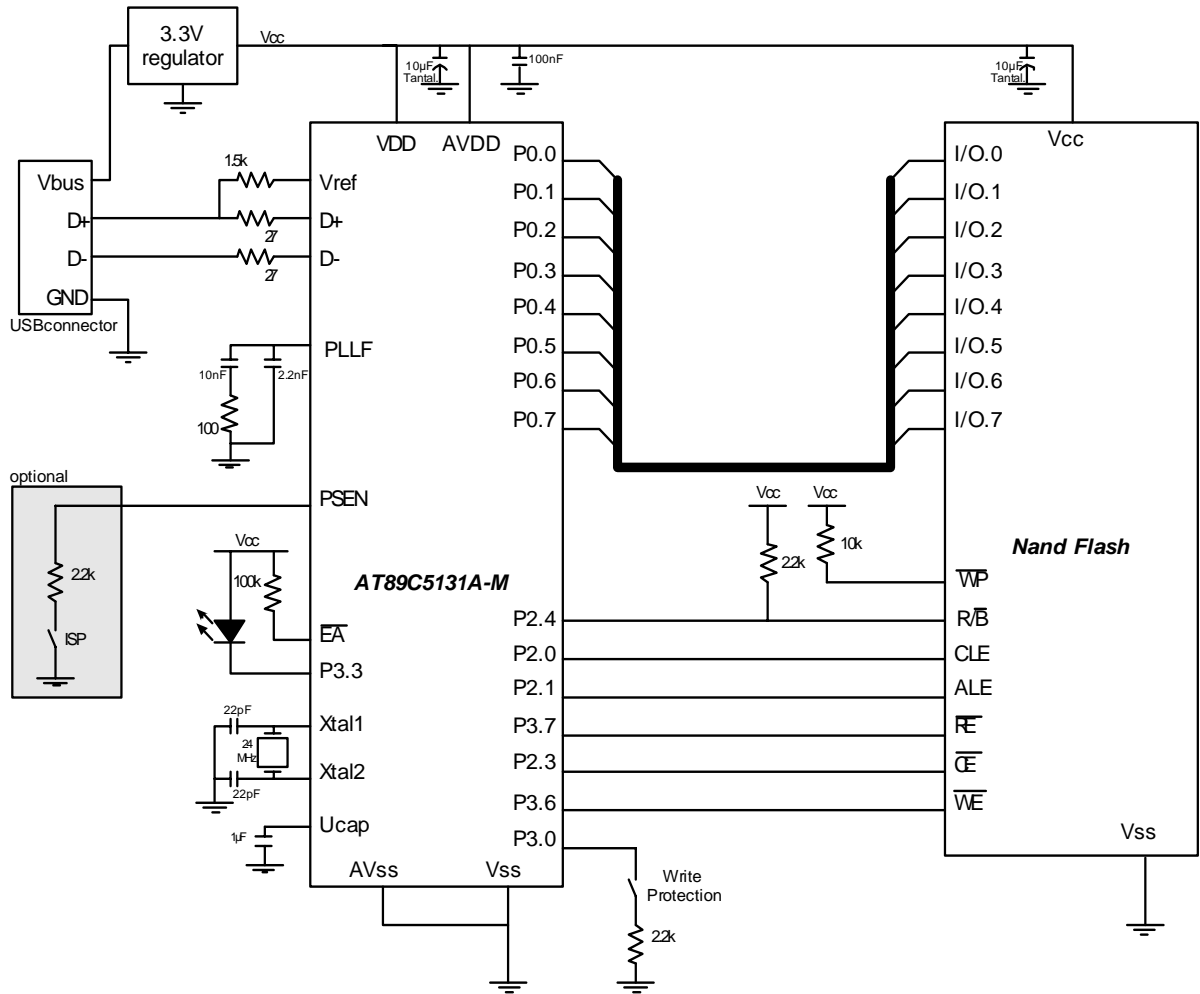 3.3V
regulator
Vcc
10µF
Tantal.
100nF
10µF
Tantal.
VDD
AVDD
Vcc
Vbus
D+
D-
GND
USBconnector
1.5k
27
27
Vref
D+
D-
PLLF
10nF
2.2nF
100
optional
2.2k
ISP
PSEN
Vcc
100k
EA
P3.3
22pF
24
MHz
22pF
Xtal1
Xtal2
1µF
Ucap
AVss
Vss
AT89C5131A-M
P0.0
P0.1
P0.2
P0.3
P0.4
P0.5
P0.6
P0.7
P2.4
P2.0
P2.1
P3.7
P2.3
P3.6
P3.0
Vcc
Vcc
2.2k
10k
Write
Protection
2.2k
I/O.0
I/O.1
I/O.2
I/O.3
I/O.4
I/O.5
I/O.6
I/O.7
Nand Flash
WP
R/B
CLE
ALE
RE
CE
WE
Vss